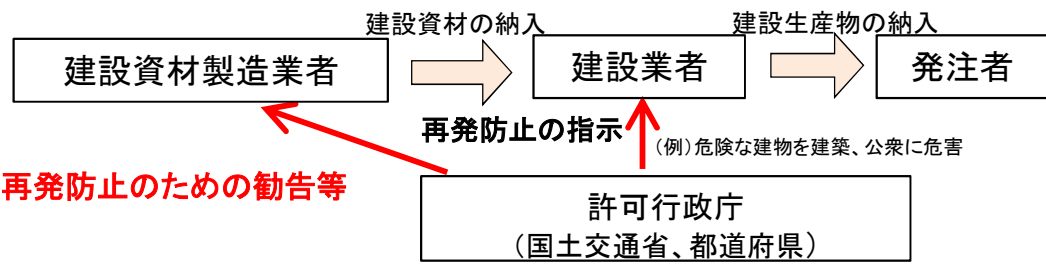 建設資材の納入
建設生産物の納入
建設資材製造業者
建設業者
発注者
再発防止の指示
（例）危険な建物を建築、公衆に危害
再発防止のための勧告等
許可行政庁
（国土交通省、都道府県）